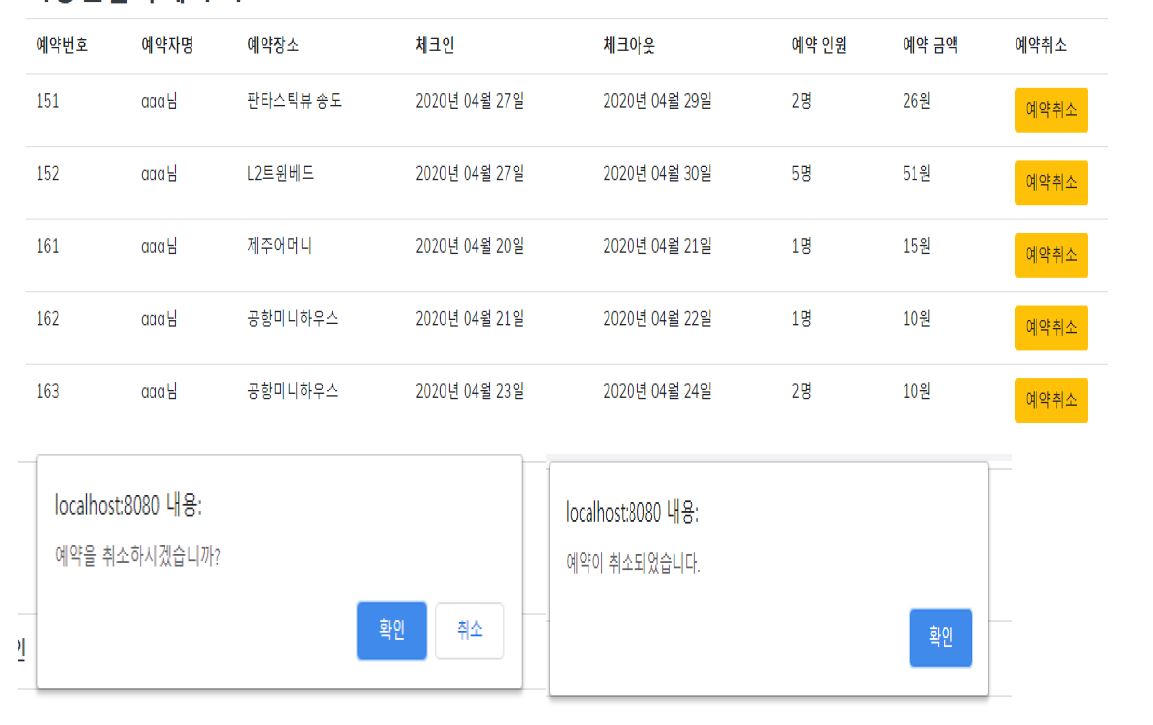 예약번호 예약자명 예약장소 체크인 체크아웃 예약 인원 예약 금액 예약취소
151 aaa님 판타스틱뷰 송도 2020년 04월 27일 2020년 04월 29일 2명 26원 예약취소
152 aaa님 L2트윈베드 2020년 04월 27일 2020년 04월 30일 5명 51원 예약취소
161 aaa님 제주어머니 2020년 04월 20일 2020년 04월 21일 1명 15원 예약취소
162 aaa님 공항미니하우스 2020년 04월 21일 2020년 04월 22일 1명 10원 예약취소
163 aaa님 공항미니하우스 2020년 04월 23일 2020년 04월 24일 2명 10원 예약취소
localhost:8080 내용:
예약을 취소하시겠습니까?
확인 취소
localhost:8080 내용:
예약이 취소되었습니다.
확인